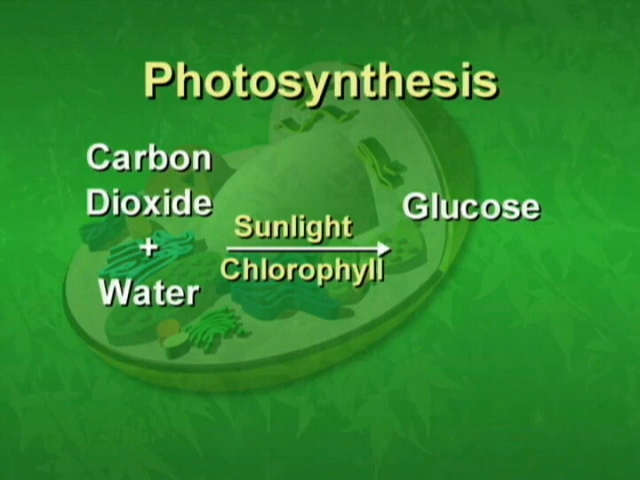 Photosynthesis
Carbon
Dioxide
+
Water
Sunlight
Chlorophyll
Glucose